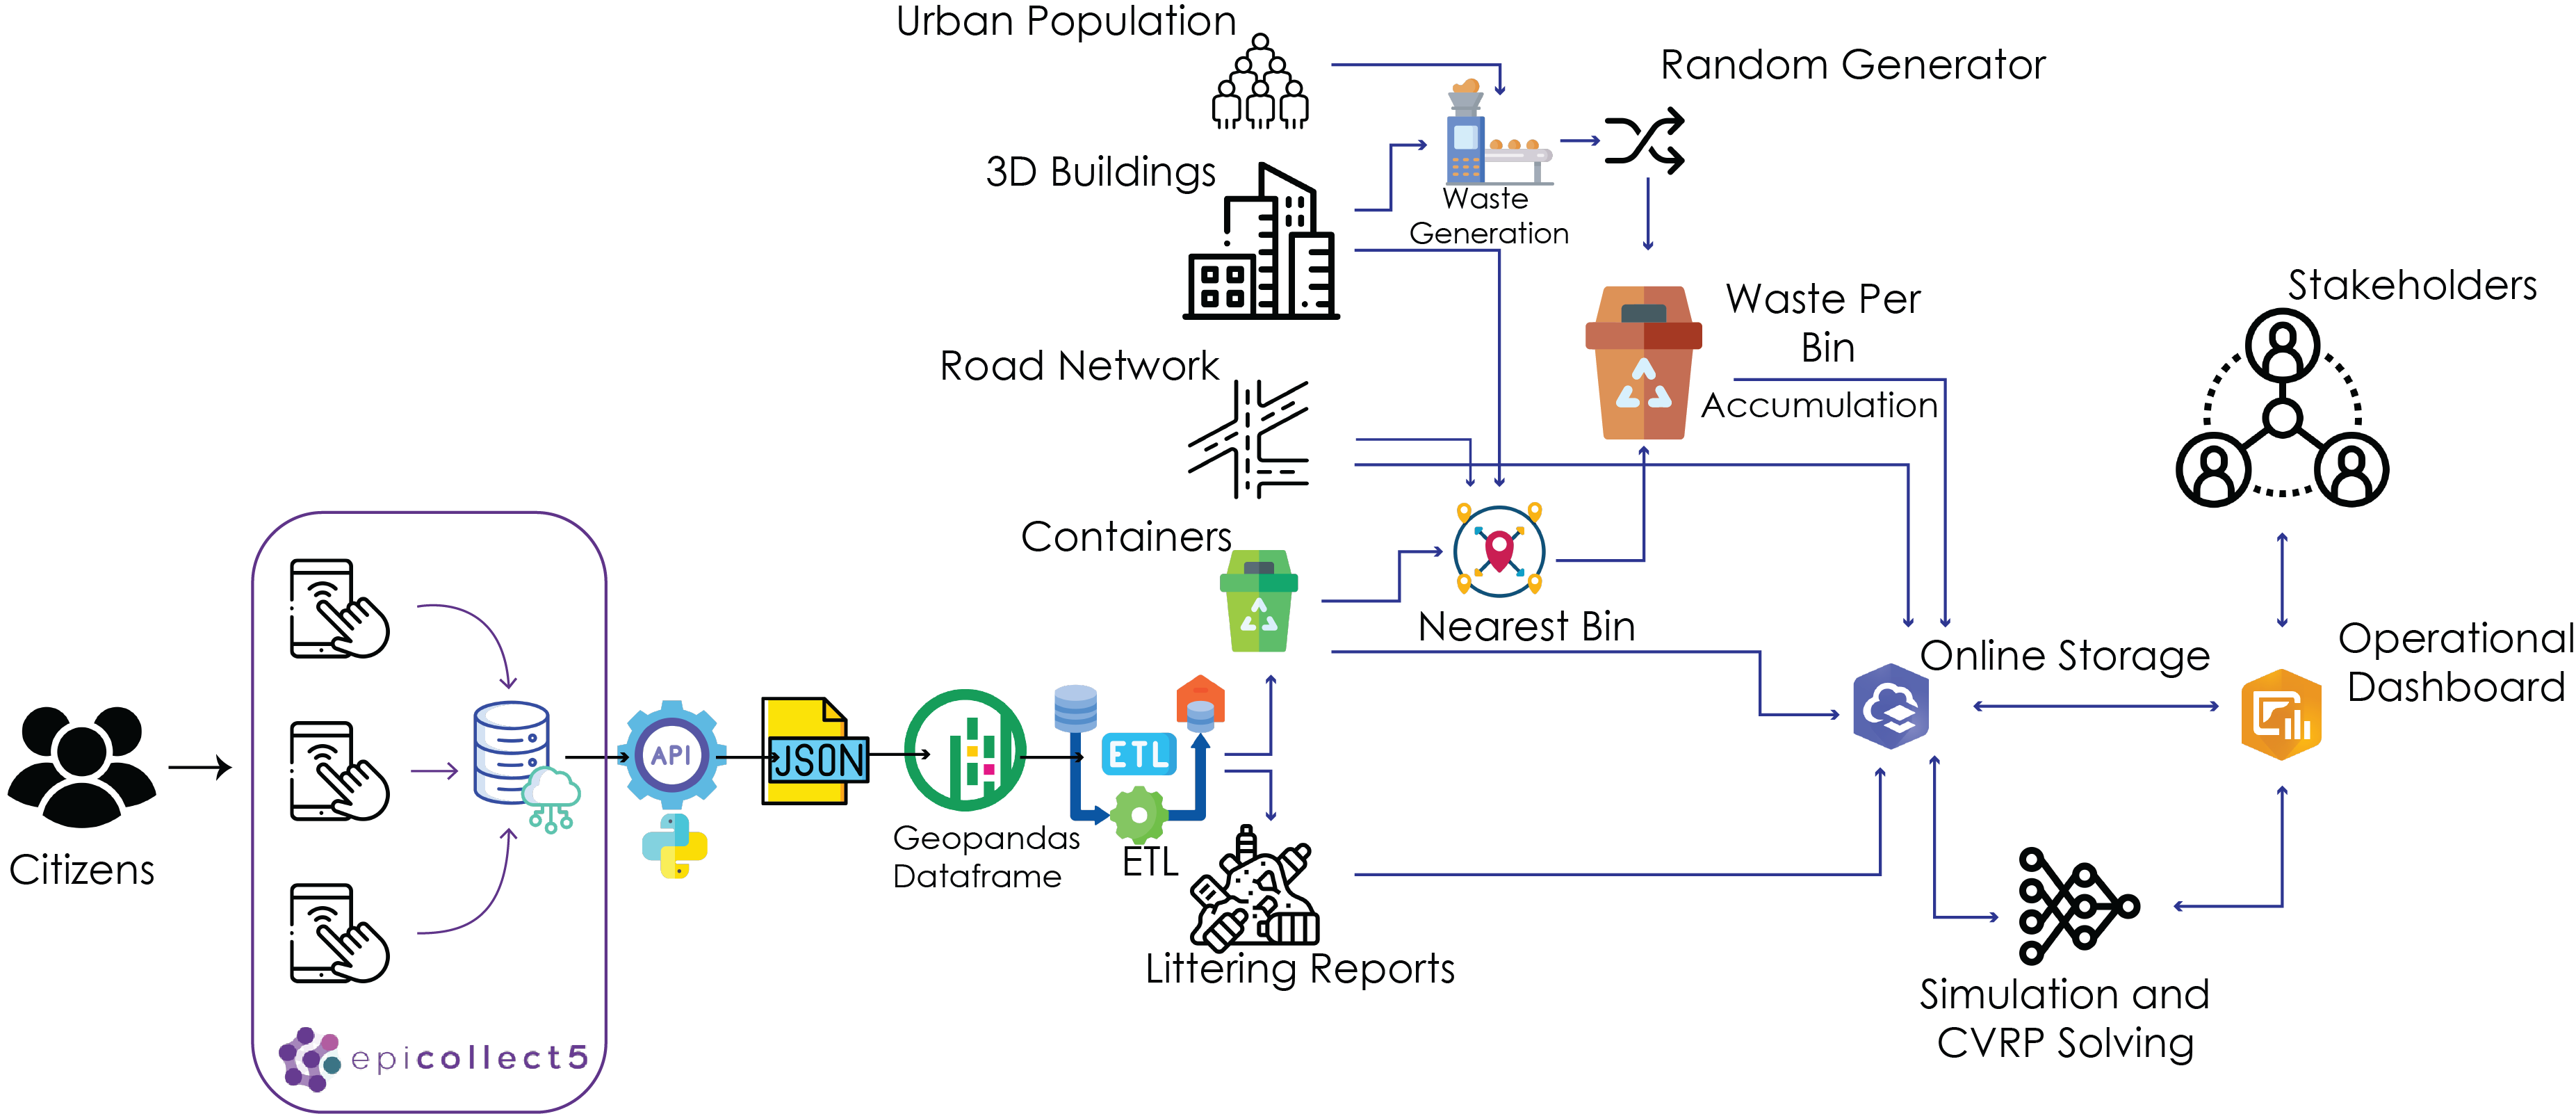 Urban Population
Random Generator
3D Buildings
Waste
Generation
Stakeholders
Waste Per
Bin
Accumulation
Road Network
Containers
Nearest Bin
Online Storage
Operational
Dashboard
API
JSON
ETL
Geopandas
Dataframe
ETL
Citizens
Littering Reports
Simulation and
CVRP Solving
epicollect5